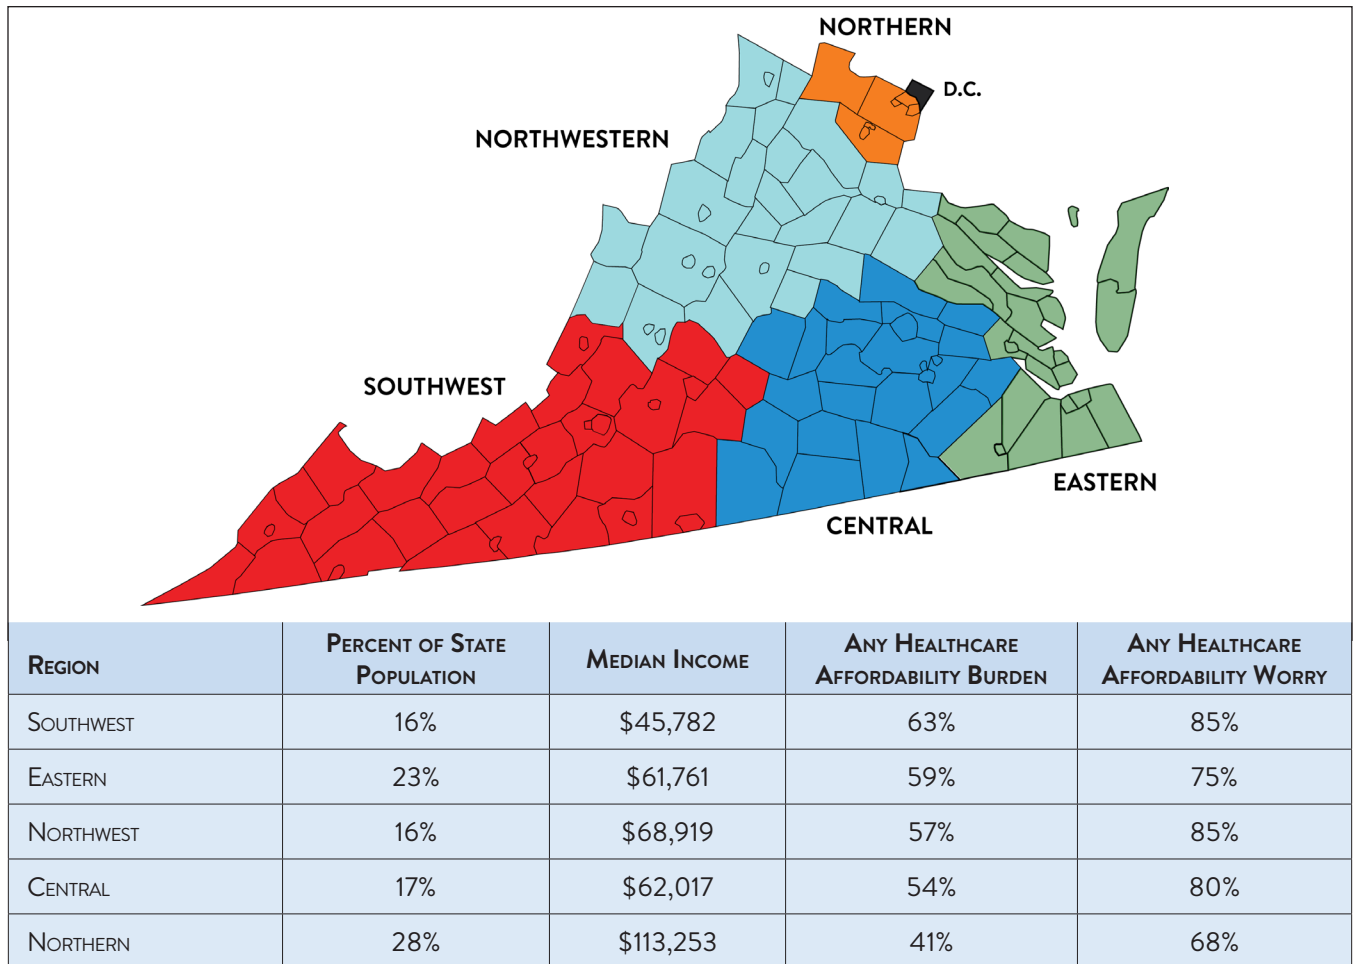 NORTHERN
D.C.
NORTHWESTERN
SOUTHWEST
EASTERN
CENTRAL
REGION
PERCENT OF STATE
POPULATION
MEDIAN INCOME
ANY HEALTHCARE
AFFORDABILITY BURDEN
ANY HEALTHCARE
AFFORDABILITY WORRY
SOUTHWEST 16% $45,782 63% 85%
EASTERN 23% $61,761 59% 75%
NORTHWEST 16% $68,919 57% 85%
CENTRAL 17% $62,017 54% 80%
NORTHERN 28% $113,253 41% 68%